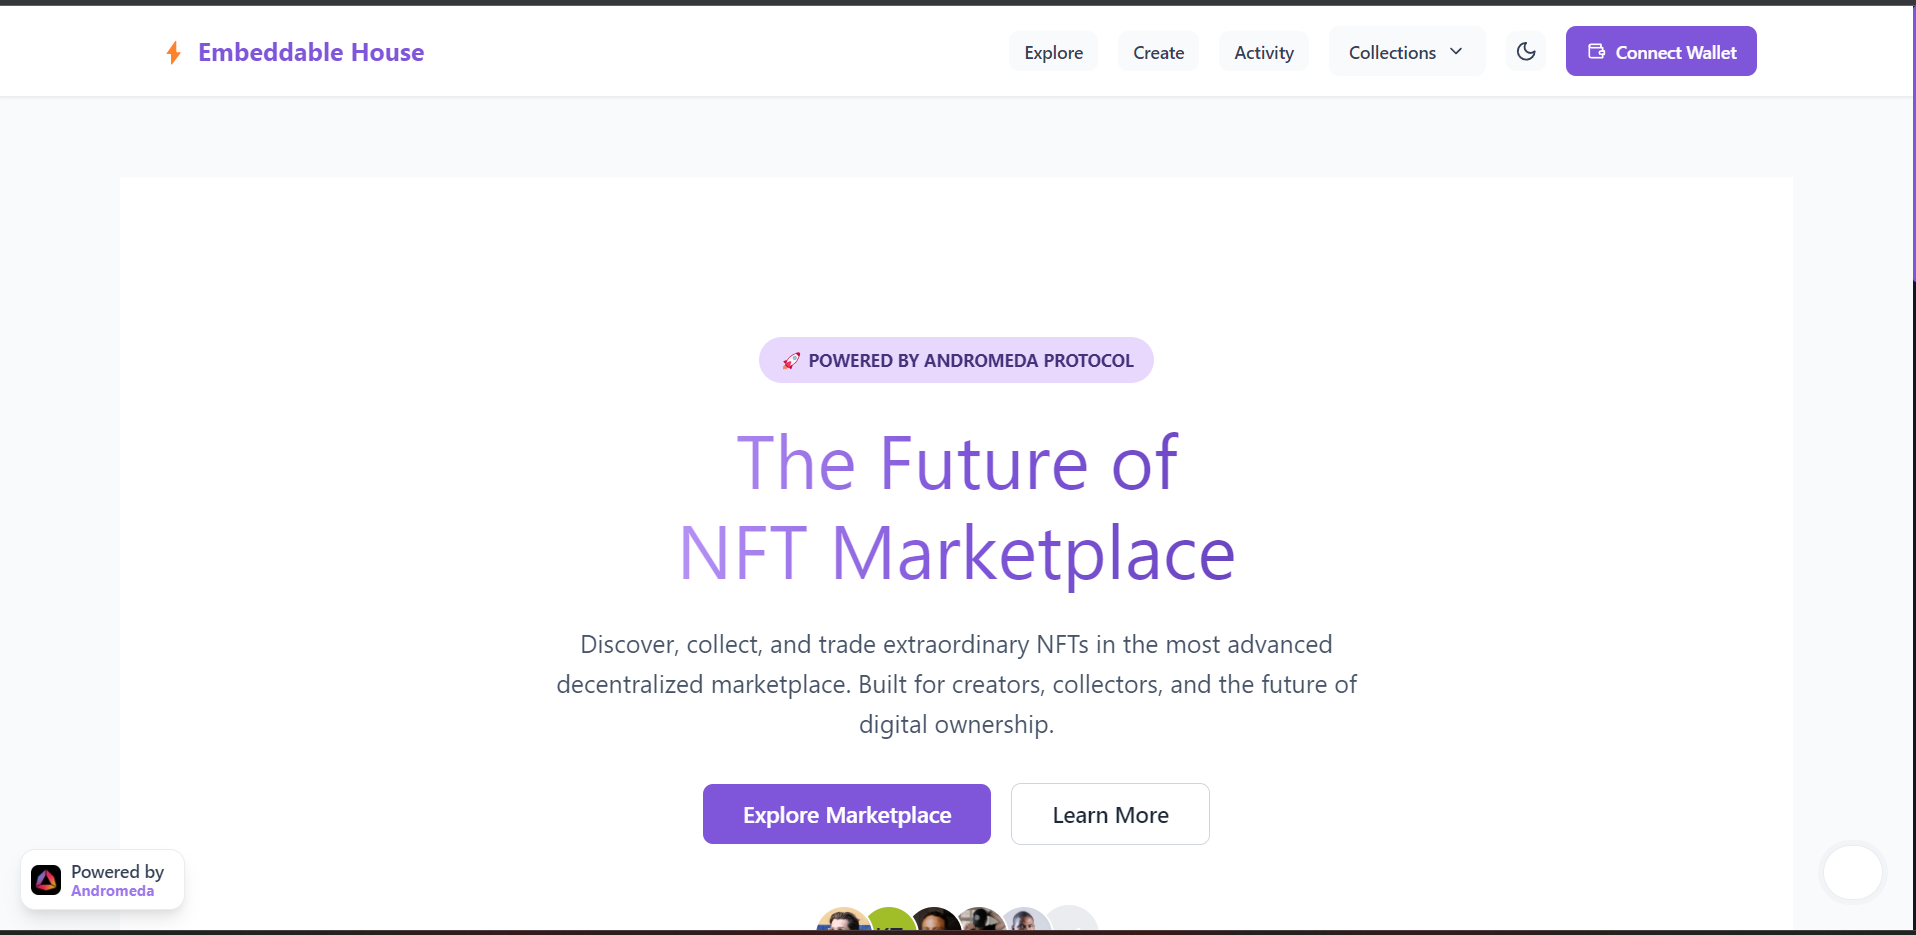 Embeddable House
Explore
Create
Activity
Collections
Connect Wallet
🚀 POWERED BY ANDROMEDA PROTOCOL
The Future of
NFT Marketplace
Discover, collect, and trade extraordinary NFTs in the most advanced
decentralized marketplace. Built for creators, collectors, and the future of
digital ownership.
Explore Marketplace
Learn More
Powered by
Andromeda